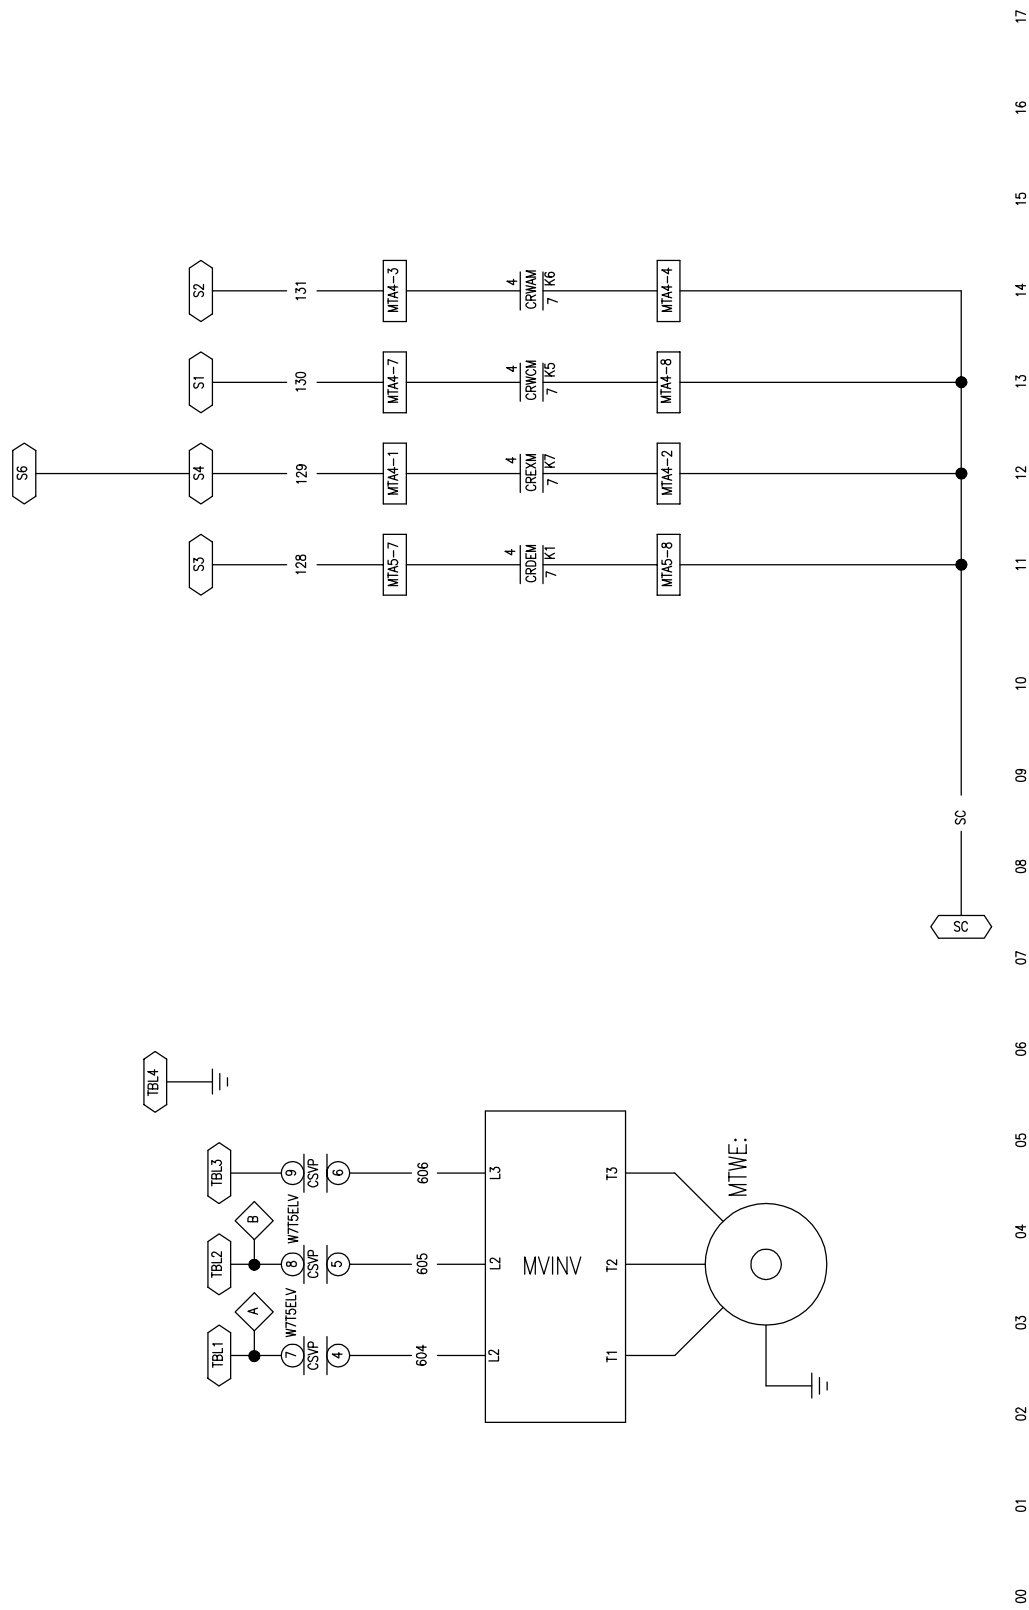 17
16
15
14
13
12
11
10
09
08
07
06
05
04
03
02
01
00
S2
131
MTA4-3
4
CRWAM
7 K6
MTA4-4
S1
130
MTA4-7
4
CRWCM
7 K5
MTA4-8
S6
S4
129
MTA4-1
4
CREXM
7 K7
MTA4-2
S3
128
MTA5-7
4
CRDEM
7 K1
MTA5-8
SC
SC
TBL4
TBL3
9
CSVP
6
606
L3
T3
TBL2
B
W7T5ELV
8
CSVP
5
605
L2
MVINV
T2
TBL1
A
W7T5ELV
7
CSVP
4
604
L2
T1
MTWE: